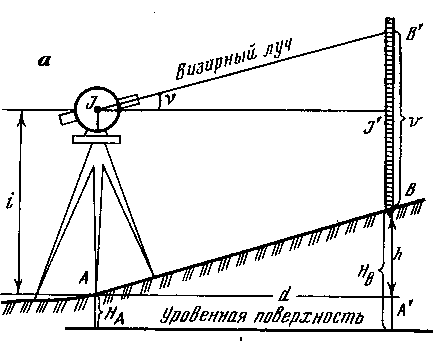 а
Визирный луч
B'
J
ν
J'
v
i
B
A
h
H_B
d
A'
H_A
Уровенная поверхность